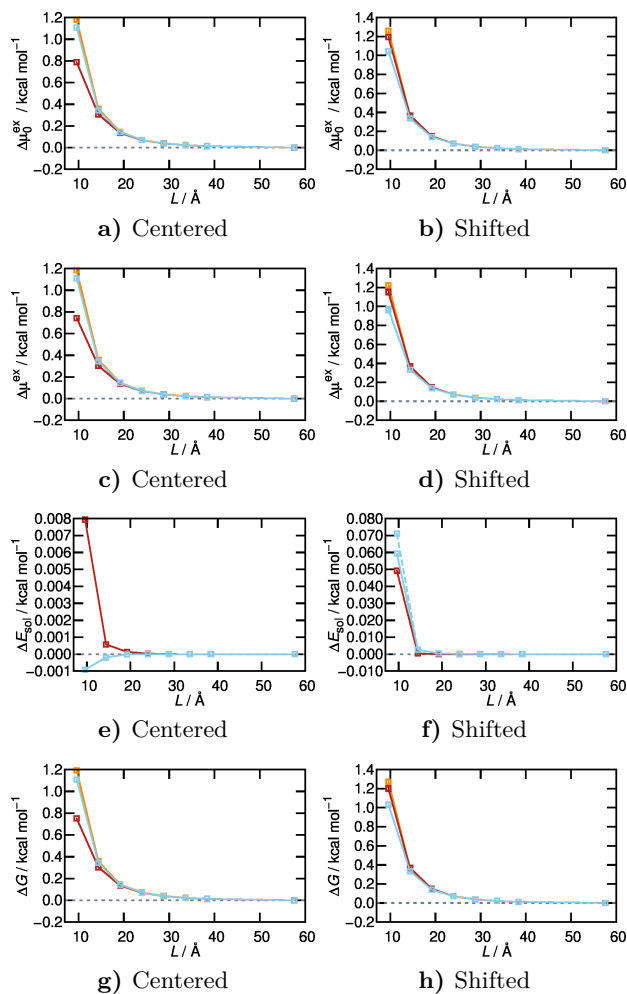 1.2
1.0
0.8
0.6
0.4
0.2
0.0
−0.2
Δμ₀ᵉˣ / kcal mol⁻¹
10 20 30 40 50 60
L / Å
a) Centered
1.4
1.2
1.0
0.8
0.6
0.4
0.2
0.0
−0.2
Δμ₀ᵉˣ / kcal mol⁻¹
10 20 30 40 50 60
L / Å
b) Shifted
1.2
1.0
0.8
0.6
0.4
0.2
0.0
−0.2
Δμᵉˣ / kcal mol⁻¹
10 20 30 40 50 60
L / Å
c) Centered
1.4
1.2
1.0
0.8
0.6
0.4
0.2
0.0
−0.2
Δμᵉˣ / kcal mol⁻¹
10 20 30 40 50 60
L / Å
d) Shifted
0.008
0.007
0.006
0.005
0.004
0.003
0.002
0.001
0.000
−0.001
ΔE_sol / kcal mol⁻¹
10 20 30 40 50 60
L / Å
e) Centered
0.080
0.070
0.060
0.050
0.040
0.030
0.020
0.010
0.000
−0.010
ΔE_sol / kcal mol⁻¹
10 20 30 40 50 60
L / Å
f) Shifted
1.2
1.0
0.8
0.6
0.4
0.2
0.0
−0.2
ΔG / kcal mol⁻¹
10 20 30 40 50 60
L / Å
g) Centered
1.4
1.2
1.0
0.8
0.6
0.4
0.2
0.0
−0.2
ΔG / kcal mol⁻¹
10 20 30 40 50 60
L / Å
h) Shifted